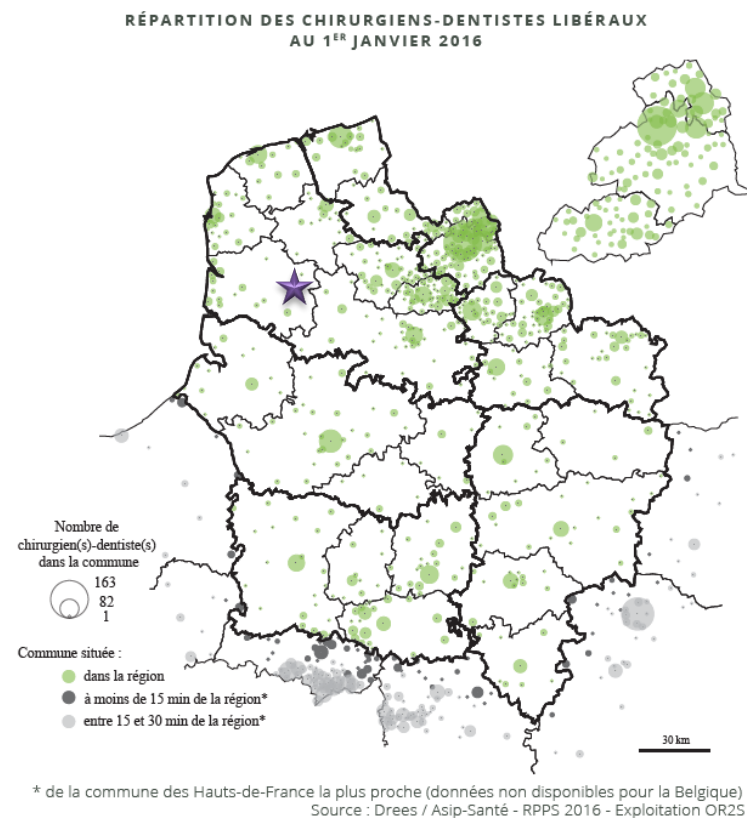 RÉPARTITION DES CHIRURGIENS-DENTISTES LIBÉRAUX
AU 1ER JANVIER 2016
Nombre de
chirurgien(s)-dentiste(s)
dans la commune
163
82
1
Commune située :
dans la région
à moins de 15 min de la région*
entre 15 et 30 min de la région*
30 km
* de la commune des Hauts-de-France la plus proche (données non disponibles pour la Belgique)
Source : Drees / Asip-Santé - RPPS 2016 - Exploitation OR2S